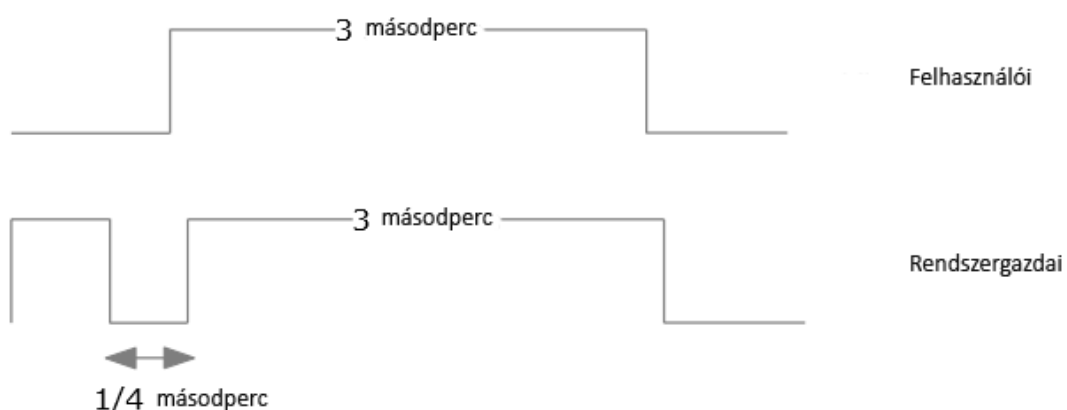 3 másodperc
Felhasználói
3 másodperc
Rendszergazdai
1/4 másodperc